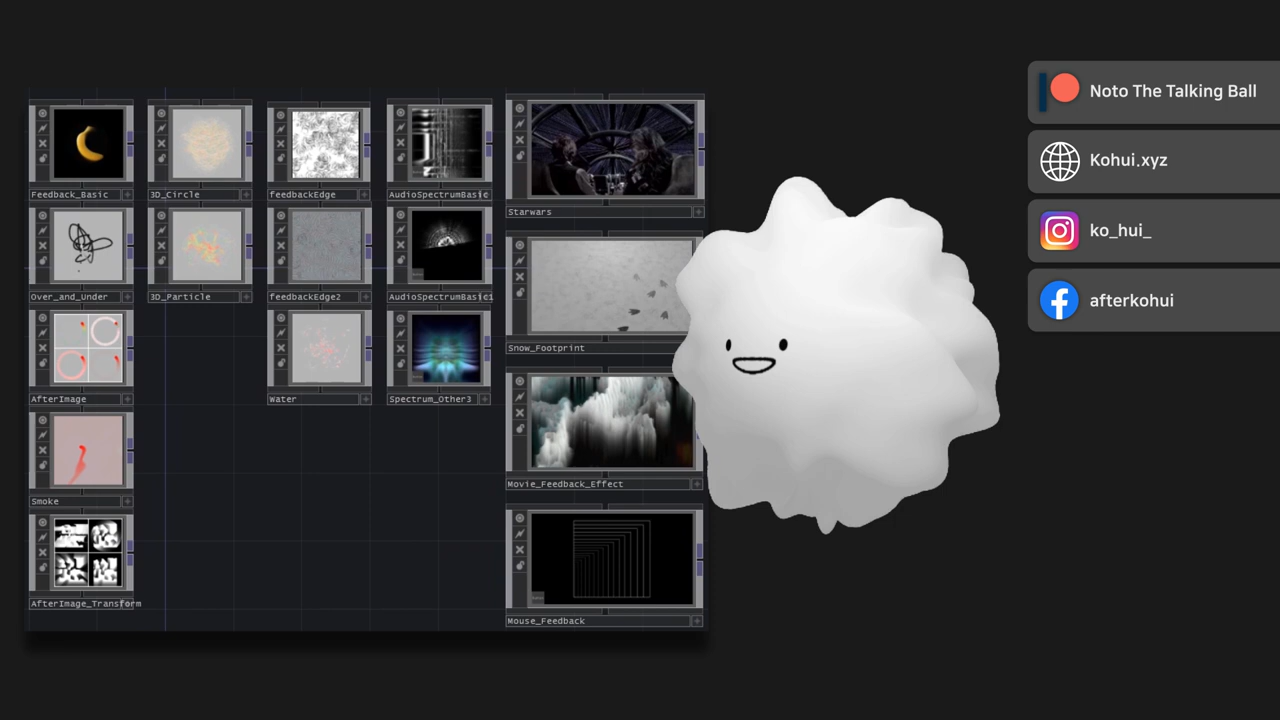 Feedback_Basic
3D_Circle
feedbackEdge
AudioSpectrumBasic
Starwars
Over_and_Under
3D_Particle
feedbackEdge2
AudioSpectrumBasic1
Snow_Footprint
AfterImage
Water
Spectrum_Other3
Movie_Feedback_Effect
Smoke
AfterImage_Transform
Mouse_Feedback
Noto The Talking Ball
Kohui.xyz
ko_hui_
afterkohui